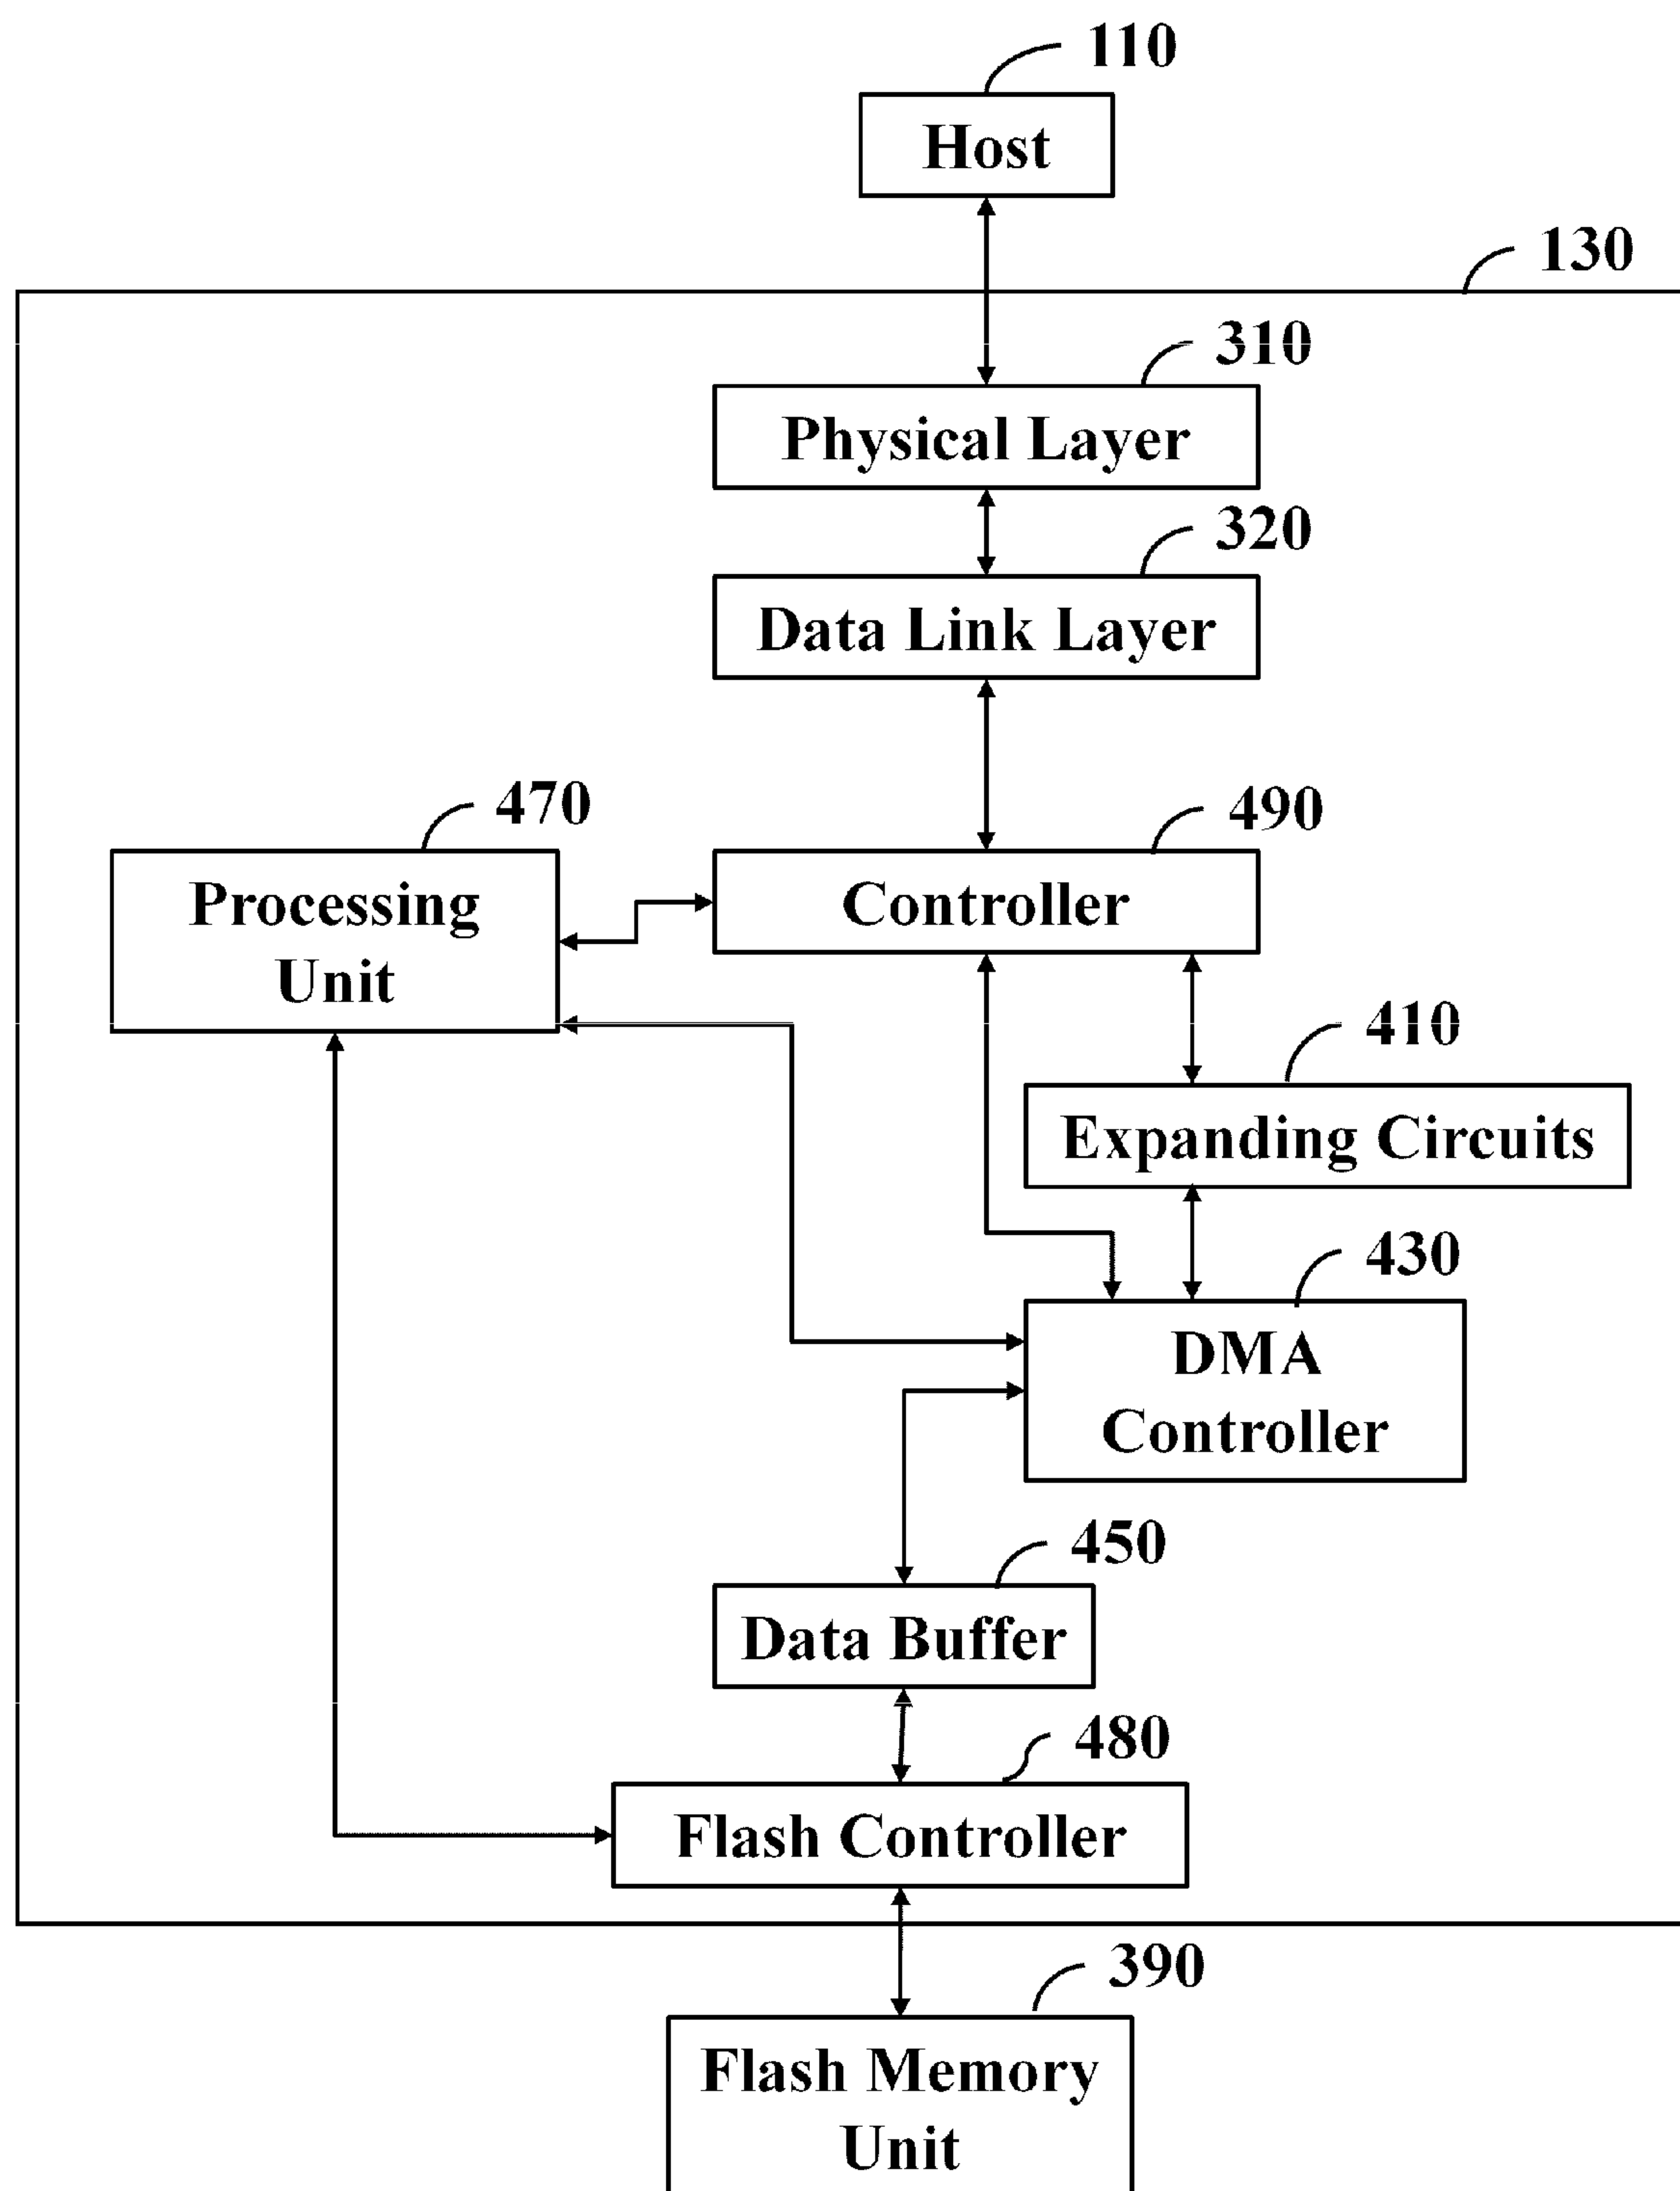 110
Host
130
310
Physical Layer
320
Data Link Layer
470
490
Processing
Unit
Controller
410
Expanding Circuits
430
DMA
Controller
450
Data Buffer
480
Flash Controller
390
Flash Memory
Unit